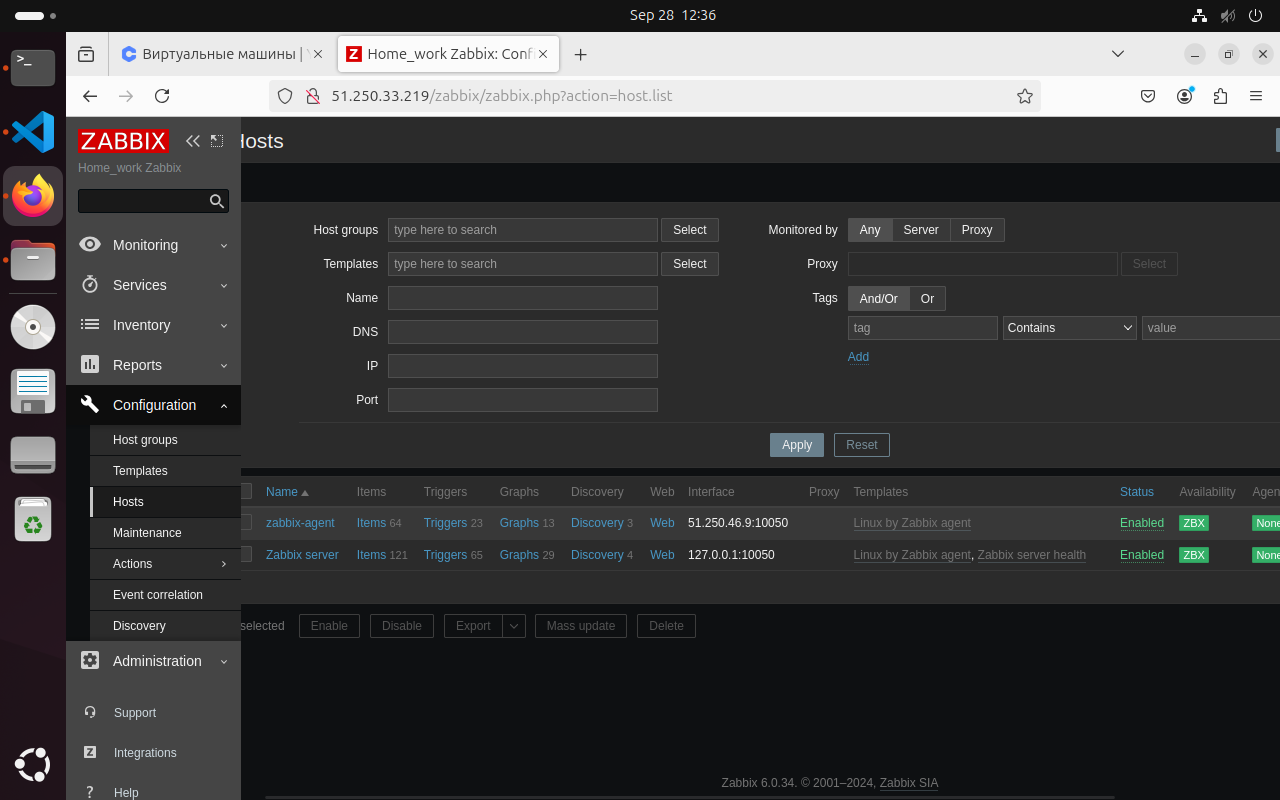 Sep 28 12:36
Виртуальные машины |
Home_work Zabbix: Conf
51.250.33.219/zabbix/zabbix.php?action=host.list
ZABBIX
Home_work Zabbix
Monitoring
Services
Inventory
Reports
Configuration
Host groups
Templates
Hosts
Maintenance
Actions
Event correlation
Discovery
Administration
Support
Integrations
Help
Hosts
Host groups type here to search Select
Templates type here to search Select
Name
DNS
IP
Port
Monitored by Any Server Proxy
Proxy Select
Tags And/Or Or
tag Contains value
Add
Apply Reset
Name Items Triggers Graphs Discovery Web Interface Proxy Templates Status Availability Agen
zabbix-agent Items 64 Triggers 23 Graphs 13 Discovery 3 Web 51.250.46.9:10050 Linux by Zabbix agent Enabled ZBX None
Zabbix server Items 121 Triggers 65 Graphs 29 Discovery 4 Web 127.0.0.1:10050 Linux by Zabbix agent, Zabbix server health Enabled ZBX None
selected Enable Disable Export Mass update Delete
Zabbix 6.0.34. © 2001–2024, Zabbix SIA